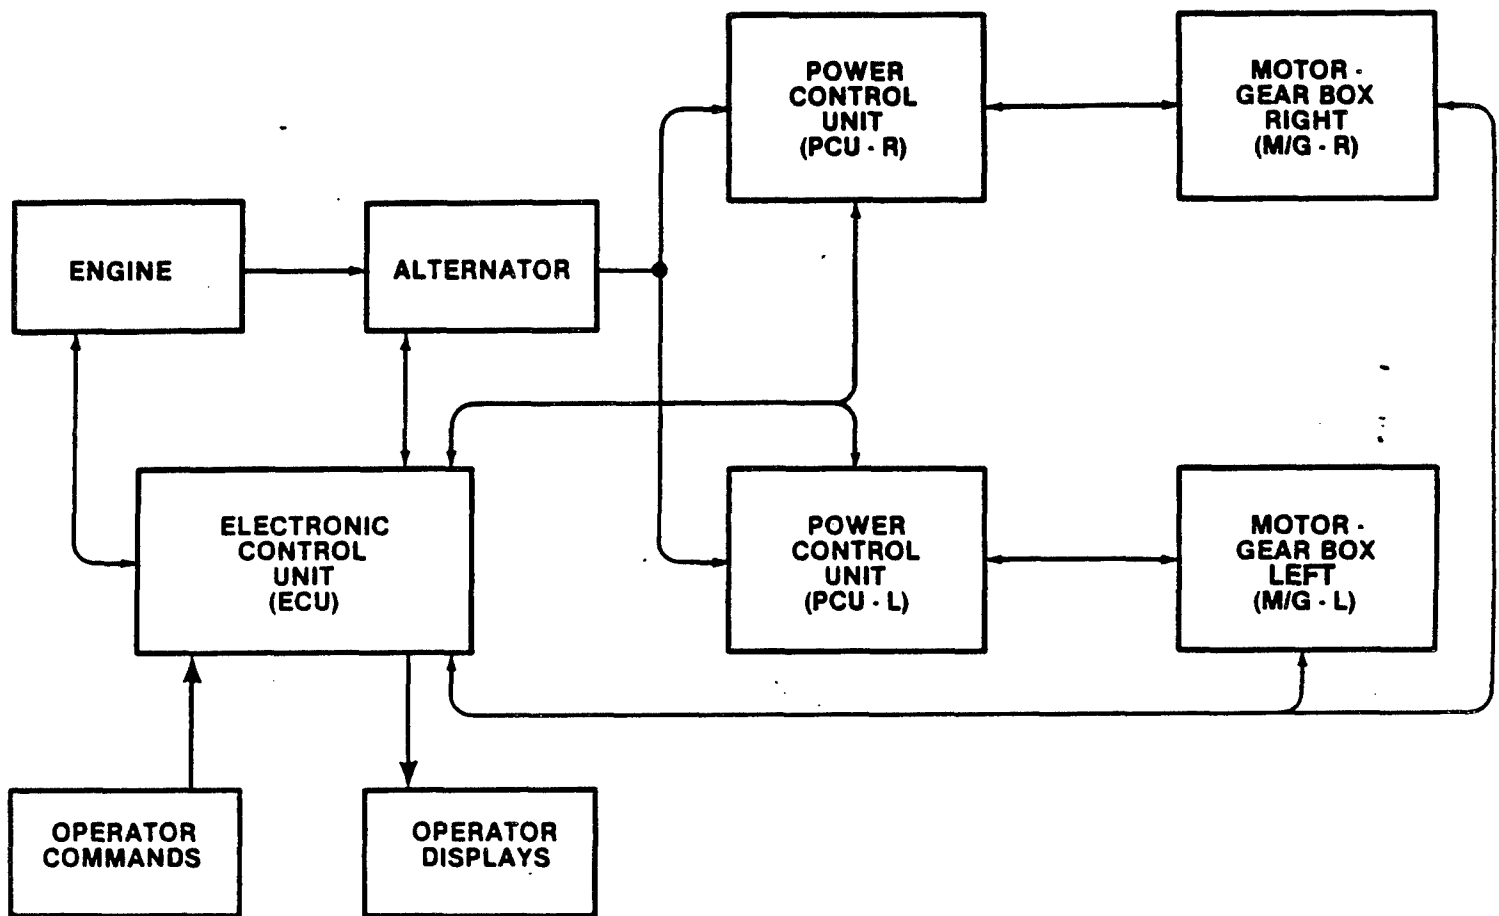 POWER
CONTROL
UNIT
(PCU - R)
MOTOR -
GEAR BOX
RIGHT
(M/G - R)
ENGINE
ALTERNATOR
ELECTRONIC
CONTROL
UNIT
(ECU)
POWER
CONTROL
UNIT
(PCU - L)
MOTOR -
GEAR BOX
LEFT
(M/G - L)
OPERATOR
COMMANDS
OPERATOR
DISPLAYS